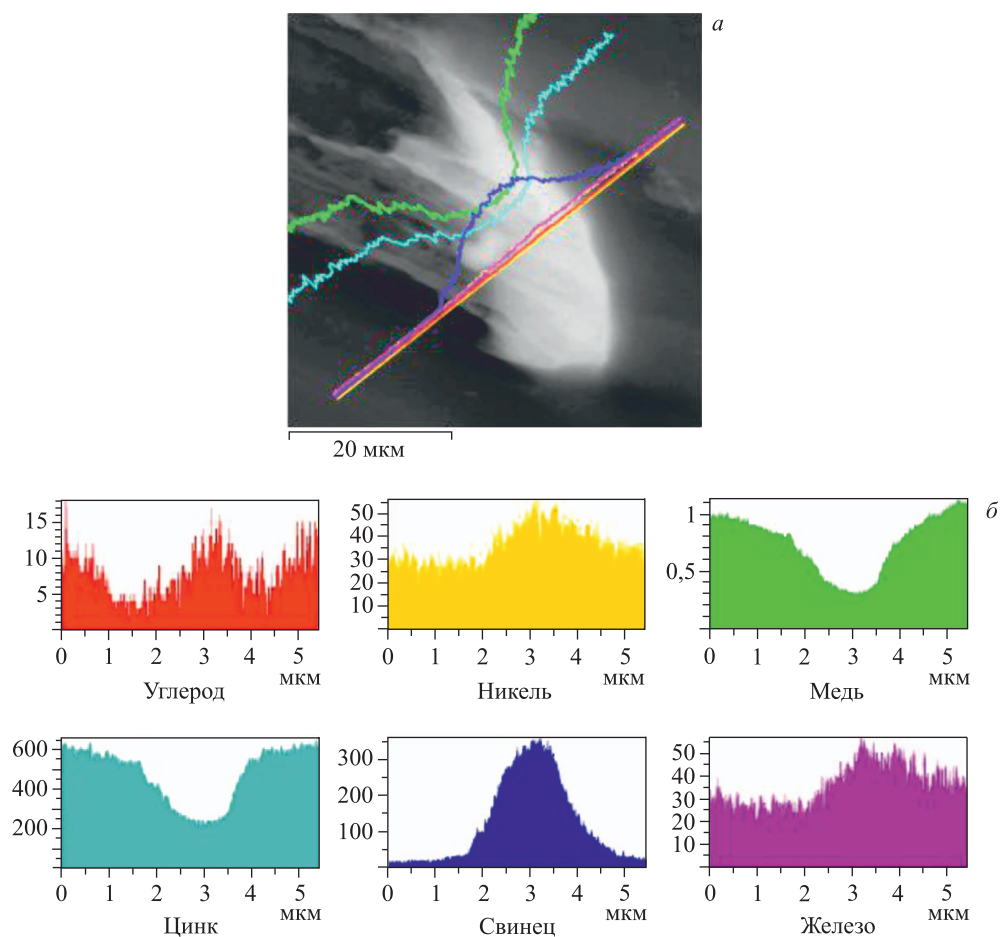 а
20 мкм
б
15
10
5
0 1 2 3 4 5
мкм
Углерод
50
40
30
20
10
0 1 2 3 4 5
мкм
Никель
1
0,5
0 1 2 3 4 5
мкм
Медь
600
400
200
0 1 2 3 4 5
мкм
Цинк
300
200
100
0 1 2 3 4 5
мкм
Свинец
50
40
30
20
10
0 1 2 3 4 5
мкм
Железо